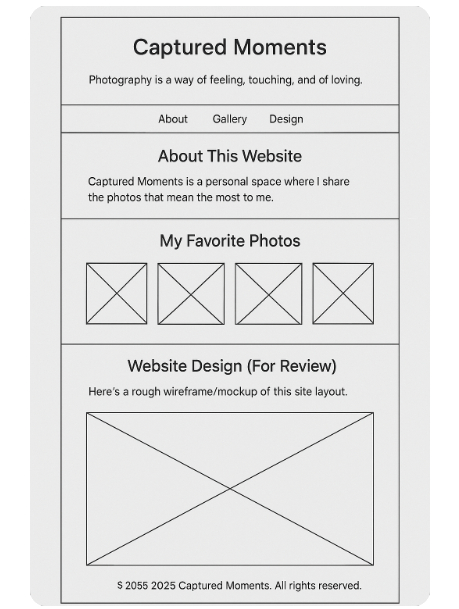 Captured Moments
Photography is a way of feeling, touching, and of loving.
About Gallery Design
About This Website
Captured Moments is a personal space where I share
the photos that mean the most to me.
My Favorite Photos
Website Design (For Review)
Here's a rough wireframe/mockup of this site layout.
$ 2055 2025 Captured Moments. All rights reserved.